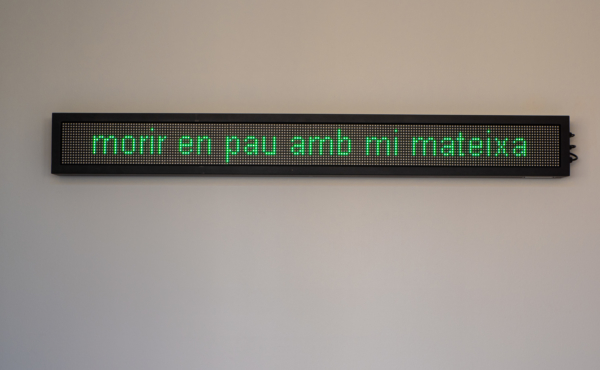 morir en pau amb mi mateixa